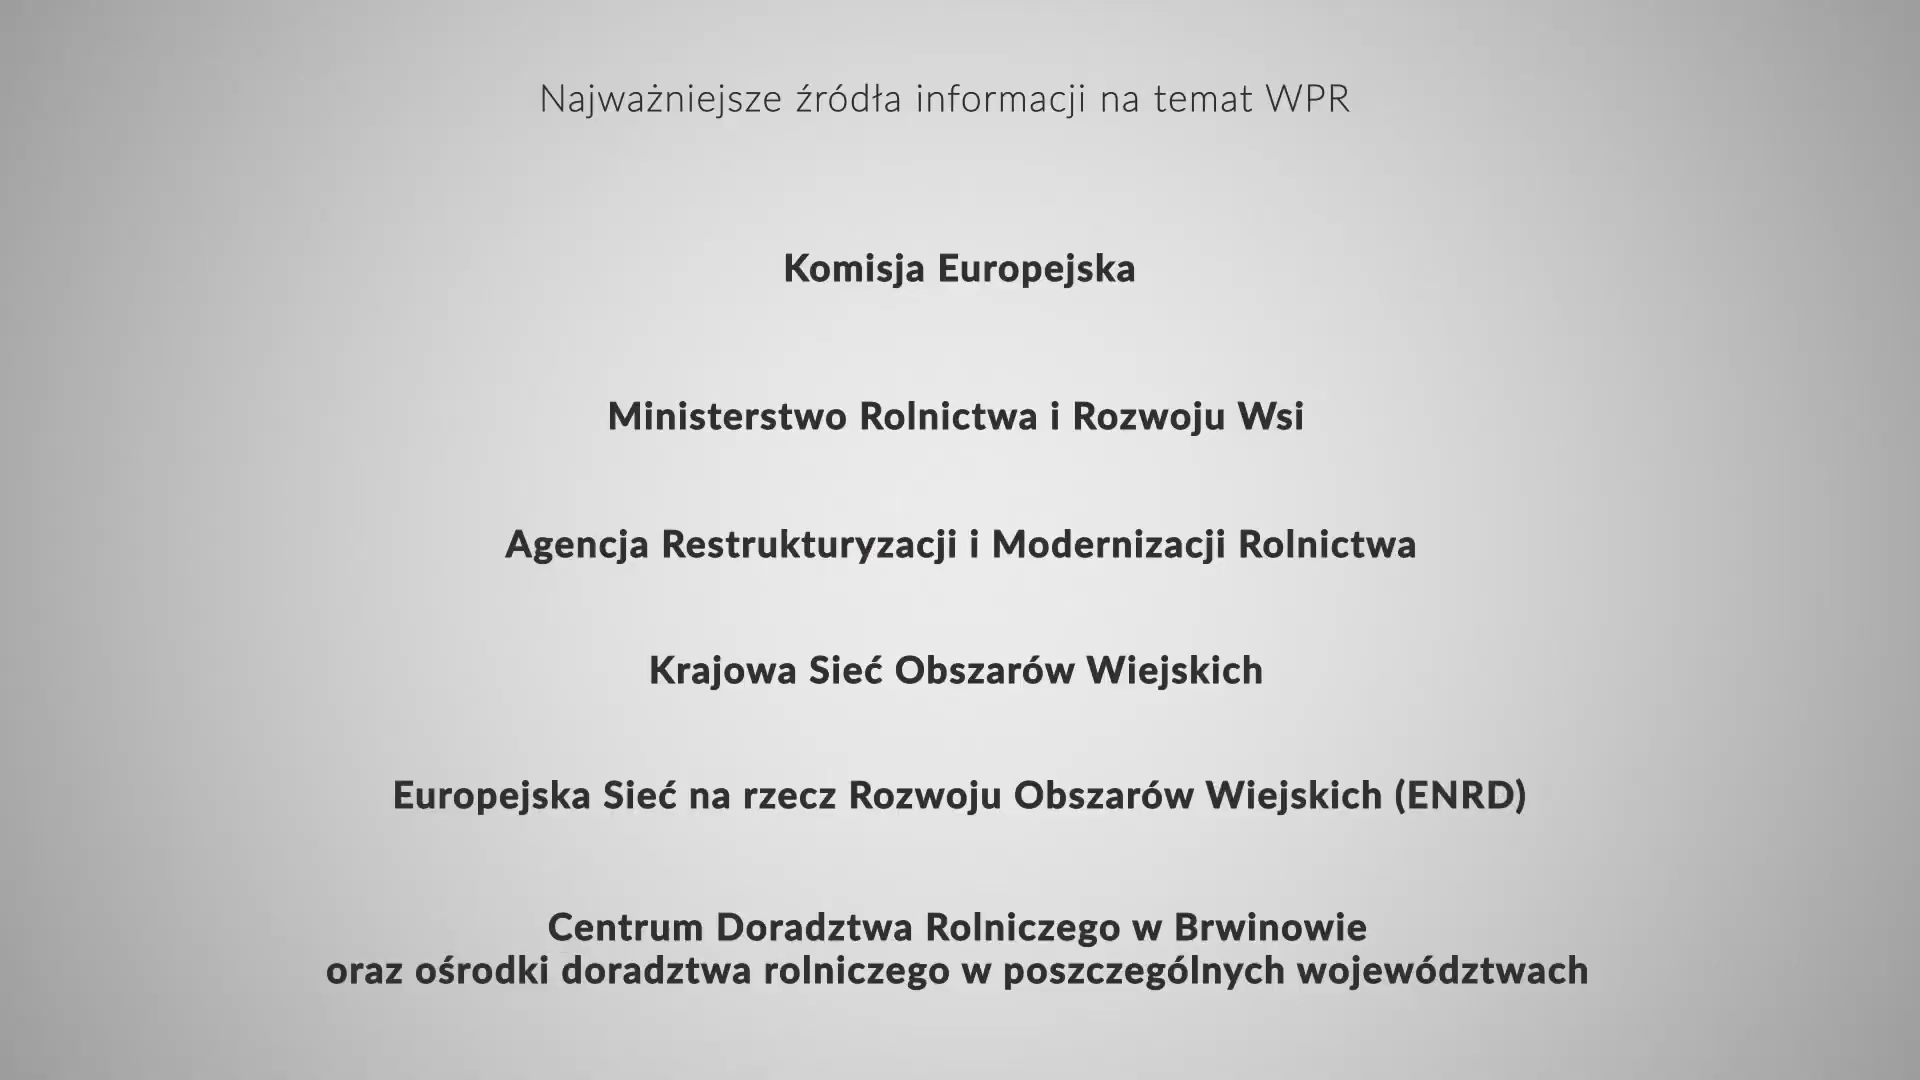 Najważniejsze źródła informacji na temat WPR
Komisja Europejska
Ministerstwo Rolnictwa i Rozwoju Wsi
Agencja Restrukturyzacji i Modernizacji Rolnictwa
Krajowa Sieć Obszarów Wiejskich
Europejska Sieć na rzecz Rozwoju Obszarów Wiejskich (ENRD)
Centrum Doradztwa Rolniczego w Brwinowie
oraz ośrodki doradztwa rolniczego w poszczególnych województwach